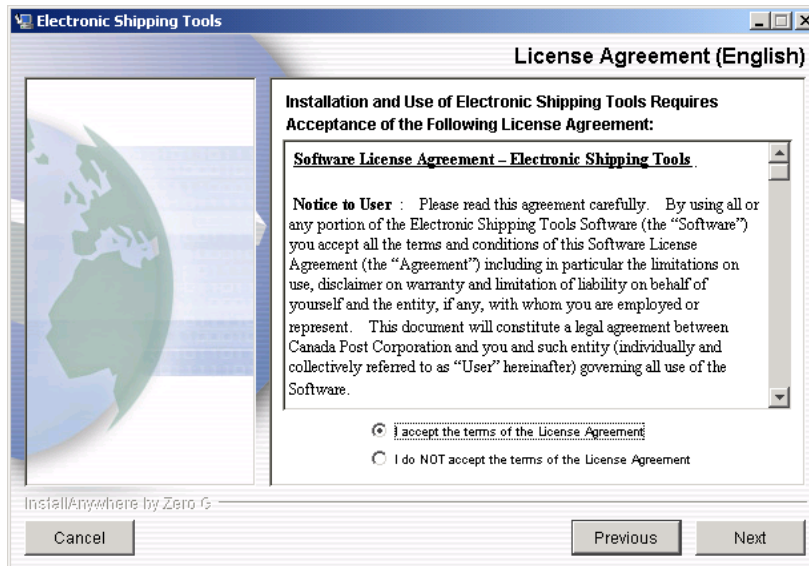 Electronic Shipping Tools
License Agreement (English)
Installation and Use of Electronic Shipping Tools Requires
Acceptance of the Following License Agreement:
Software License Agreement – Electronic Shipping Tools .
Notice to User : Please read this agreement carefully. By using all or
any portion of the Electronic Shipping Tools Software (the “Software”)
you accept all the terms and conditions of this Software License
Agreement (the “Agreement”) including in particular the limitations on
use, disclaimer on warranty and limitation of liability on behalf of
yourself and the entity, if any, with whom you are employed or
represent. This document will constitute a legal agreement between
Canada Post Corporation and you and such entity (individually and
collectively referred to as “User” hereinafter) governing all use of the
Software.
I accept the terms of the License Agreement
I do NOT accept the terms of the License Agreement
InstallAnywhere by Zero G
Cancel
Previous
Next